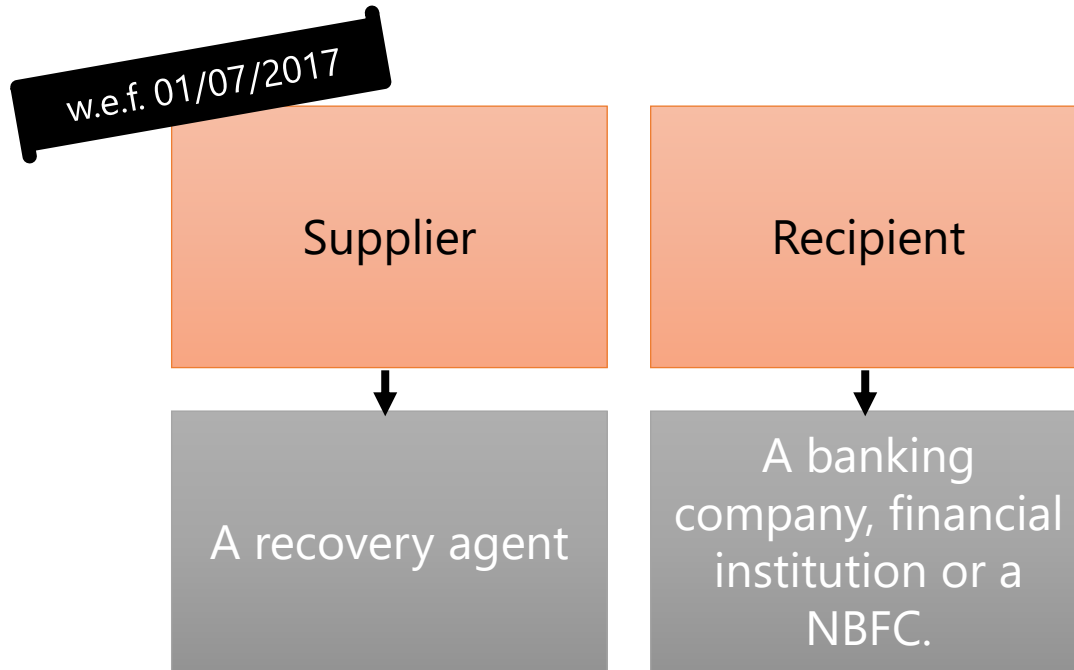 w.e.f. 01/07/2017
Supplier
Recipient
A recovery agent
A banking
company, financial
institution or a
NBFC.